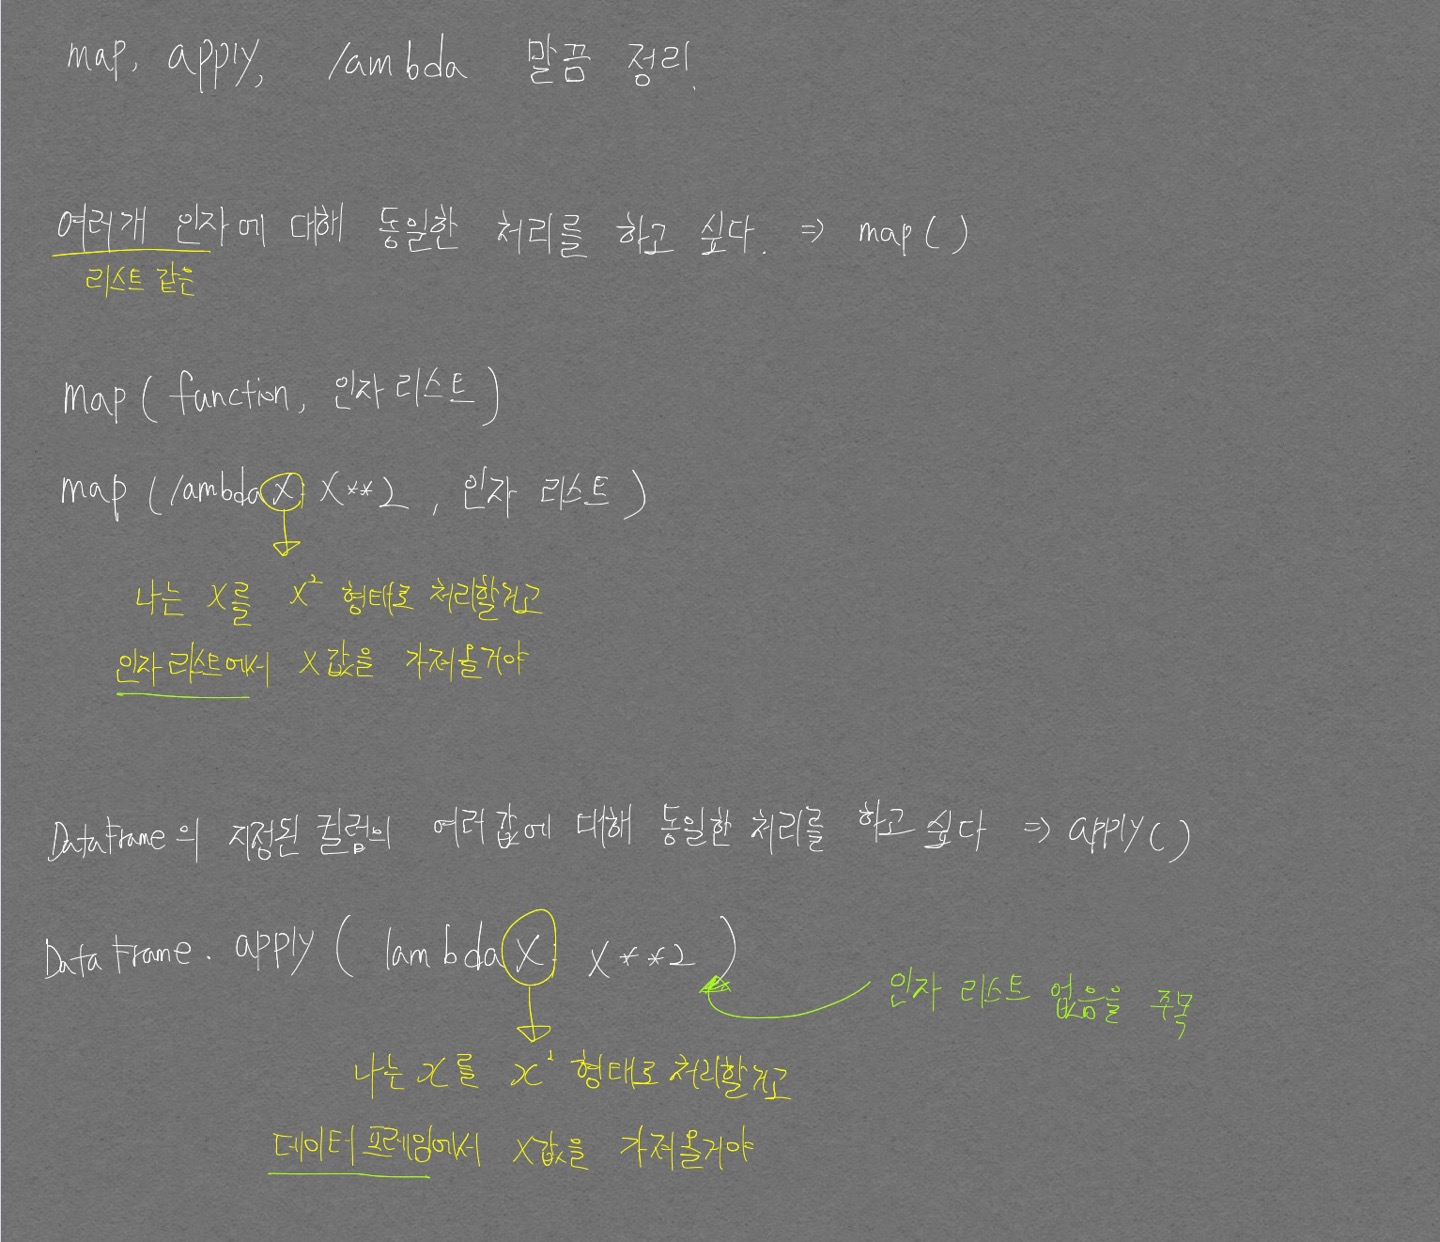 map, apply, lambda 말끔 정리.
여러개 인자에 대해 동일한 처리를 하고 싶다. => map()
리스트 같은
map(function, 인자 리스트)
map(lambda x: x**2, 인자 리스트)
나는 x를 x² 형태로 처리할거고
인자 리스트에서 x값을 가져올거야
DataFrame의 지정된 컬럼의 여러 값에 대해 동일한 처리를 하고 싶다 => apply()
DataFrame.apply(lambda x: x**2)
인자 리스트 없음을 주목
나는 x를 x² 형태로 처리할거고
데이터 프레임에서 x값을 가져올거야